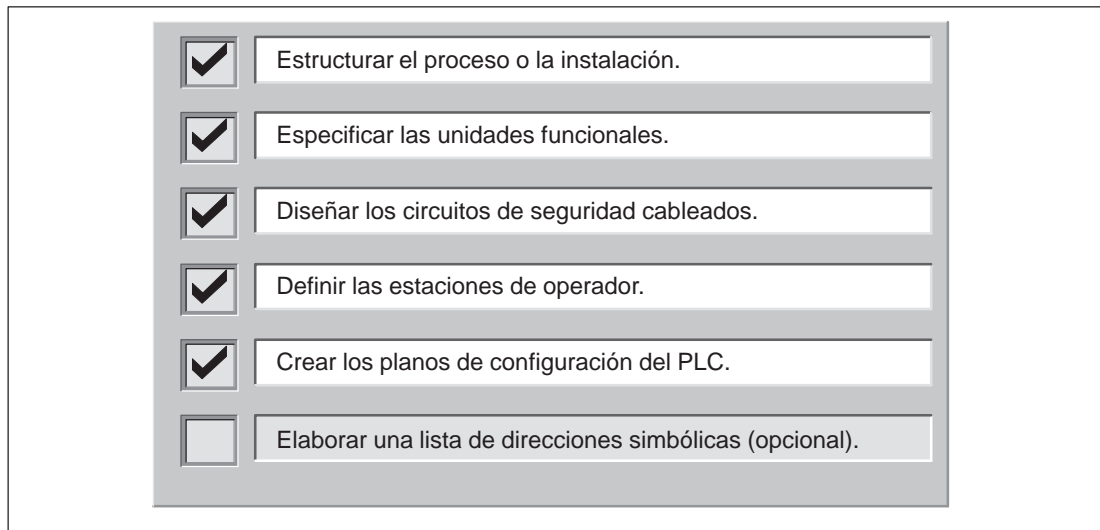 Estructurar el proceso o la instalación.
Especificar las unidades funcionales.
Diseñar los circuitos de seguridad cableados.
Definir las estaciones de operador.
Crear los planos de configuración del PLC.
Elaborar una lista de direcciones simbólicas (opcional).